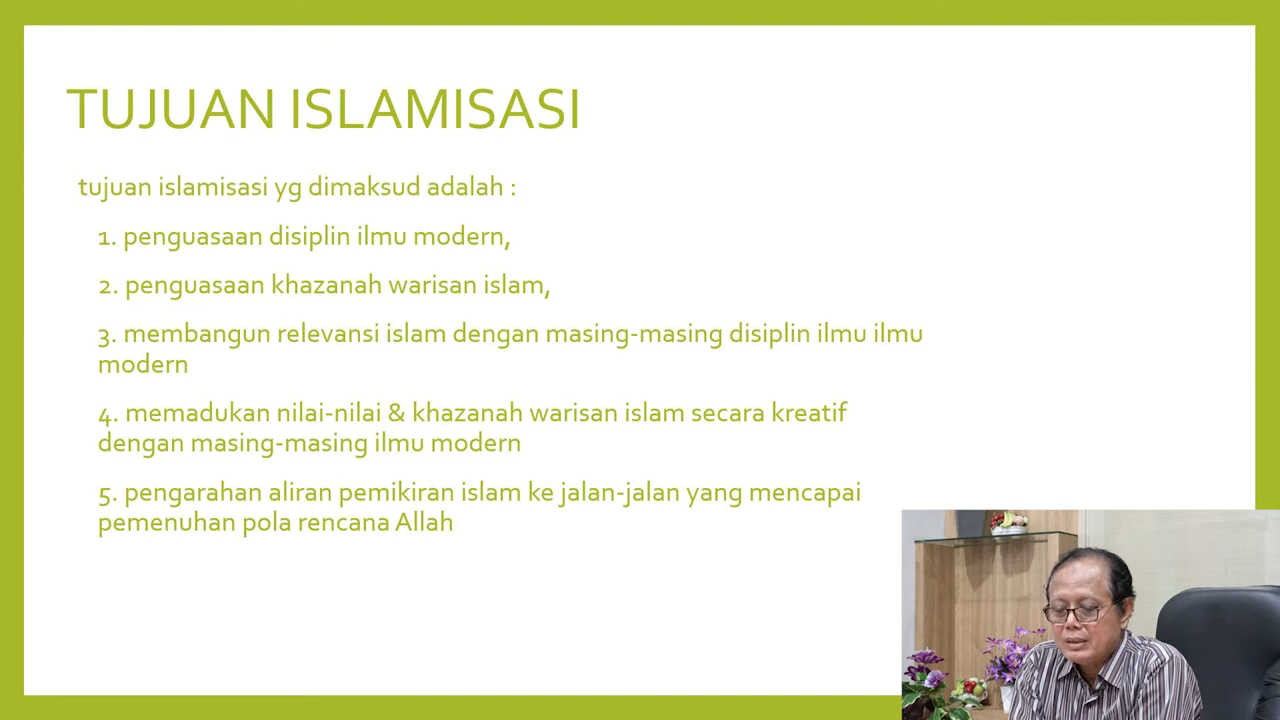 TUJUAN ISLAMISASI
tujuan islamisasi yg dimaksud adalah :
1. penguasaan disiplin ilmu modern,
2. penguasaan khazanah warisan islam,
3. membangun relevansi islam dengan masing-masing disiplin ilmu ilmu
modern
4. memadukan nilai-nilai & khazanah warisan islam secara kreatif
dengan masing-masing ilmu modern
5. pengarahan aliran pemikiran islam ke jalan-jalan yang mencapai
pemenuhan pola rencana Allah